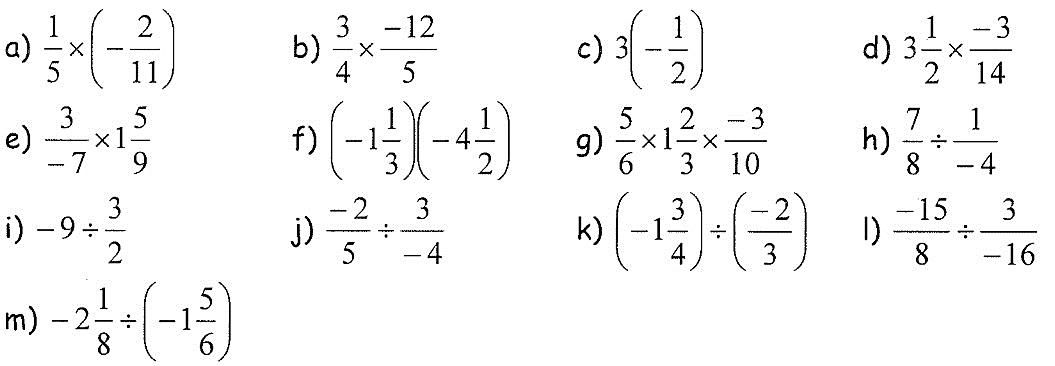 a) 1/5 × (− 2/11) b) 3/4 × −12/5 c) 3(− 1/2) d) 3 1/2 × −3/14
e) 3/−7 × 1 5/9 f) (−1 1/3)(−4 1/2) g) 5/6 × 1 2/3 × −3/10 h) 7/8 ÷ 1/−4
i) −9 ÷ 3/2 j) −2/5 ÷ 3/−4 k) (−1 3/4) ÷ (−2/3) l) −15/8 ÷ 3/−16
m) −2 1/8 ÷ (−1 5/6)